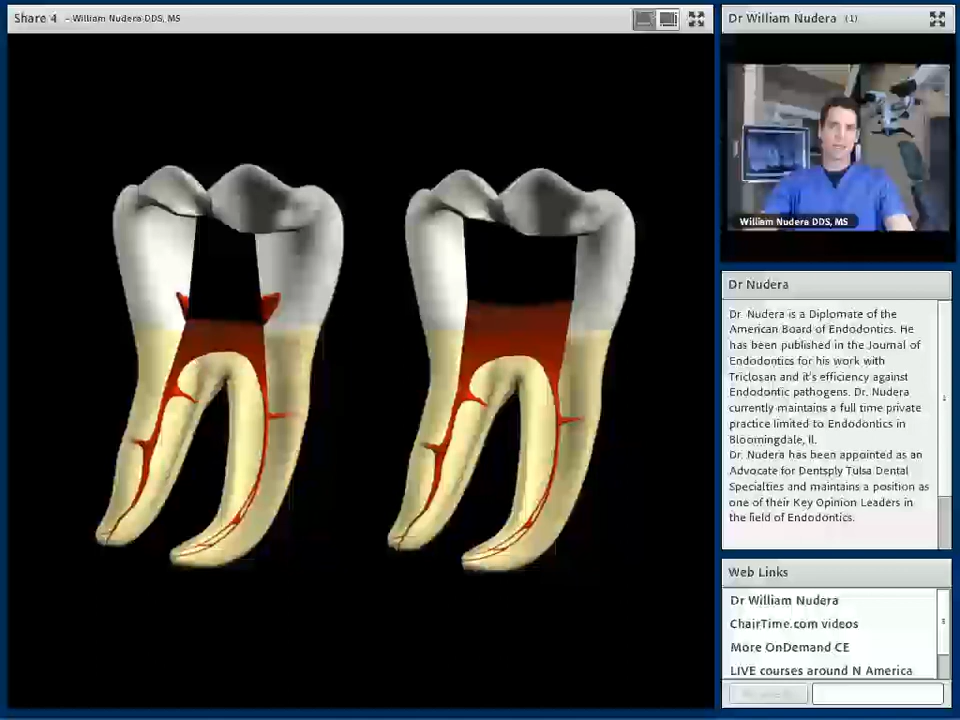 Share 4 - William Nudera DDS, MS
Dr William Nudera (1)
William Nudera DDS, MS
Dr Nudera
Dr. Nudera is a Diplomate of the
American Board of Endodontics. He
has been published in the Journal of
Endodontics for his work with
Triclosan and it's efficiency against
Endodontic pathogens. Dr. Nudera
currently maintains a full time private
practice limited to Endodontics in
Bloomingdale, IL.
Dr. Nudera has been appointed as an
Advocate for Dentsply Tulsa Dental
Specialties and maintains a position as
one of their Key Opinion Leaders in
the field of Endodontics.
Web Links
Dr William Nudera
ChairTime.com videos
More OnDemand CE
LIVE courses around N America